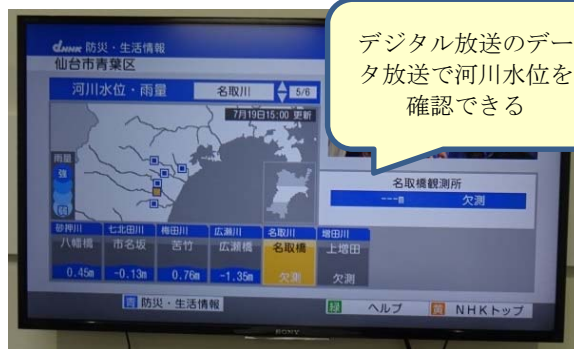 デジタル放送のデー
タ放送で河川水位を
確認できる
dNHK 防災・生活情報
仙台市青葉区
河川水位・雨量
名取川
5/6
7月19日15:00 更新
雨量
強
弱
名取橋観測所
---m 欠測
砂押川 七北田川 梅田川 広瀬川 名取川 増田川
八幡橋 市名坂 苦竹 広瀬橋 名取橋 上増田
0.45m -0.13m 0.76m -1.35m 欠測 欠測
青 防災・生活情報
緑 ヘルプ
黄 NHKトップ
SONY